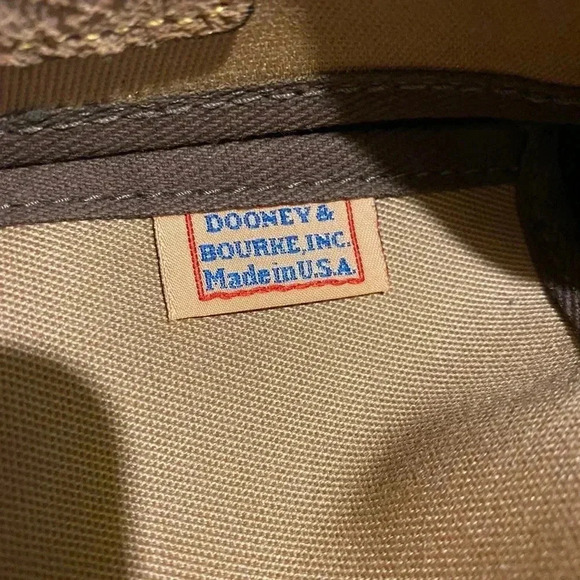 DOONEY &
BOURKE, INC.
Made in U.S.A.